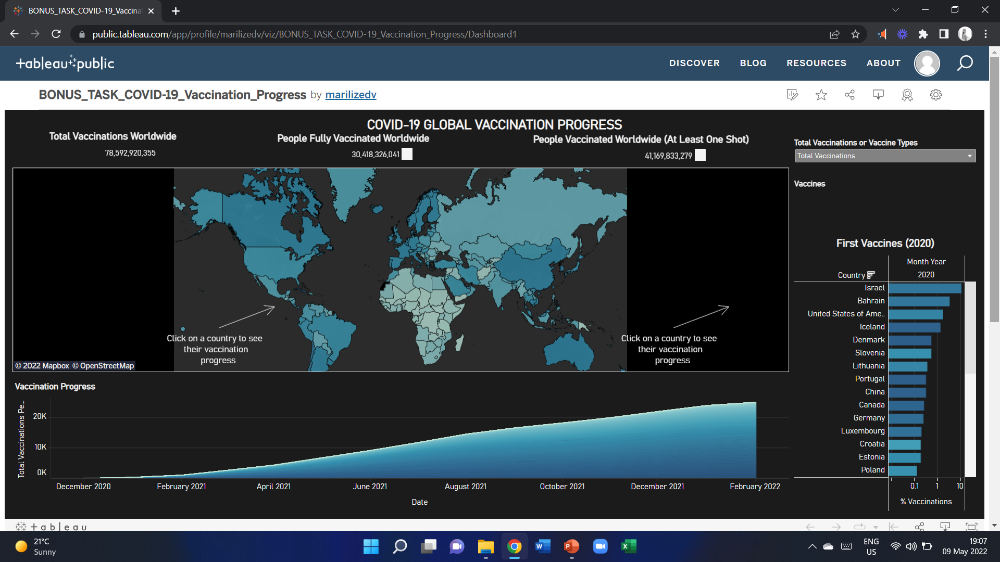 BONUS_TASK_COVID-19_Vaccina
public.tableau.com/app/profile/marilizedv/viz/BONUS_TASK_COVID-19_Vaccination_Progress/Dashboard1
+ableau+public
DISCOVER BLOG RESOURCES ABOUT
BONUS_TASK_COVID-19_Vaccination_Progress by marilizedv
COVID-19 GLOBAL VACCINATION PROGRESS
Total Vaccinations Worldwide
78,592,920,355
People Fully Vaccinated Worldwide
30,418,326,041
People Vaccinated Worldwide (At Least One Shot)
41,169,833,279
Total Vaccinations or Vaccine Types
Total Vaccinations
Vaccines
Click on a country to see
their vaccination
progress
Click on a country to see
their vaccination
progress
© 2022 Mapbox © OpenStreetMap
First Vaccines (2020)
Month Year
Country 2020
Israel
Bahrain
United States of Ame..
Iceland
Denmark
Slovenia
Lithuania
Portugal
China
Canada
Germany
Luxembourg
Croatia
Estonia
Poland
0.1 1 10
% Vaccinations
Vaccination Progress
Total Vaccinations Pe..
20K
10K
0K
December 2020 February 2021 April 2021 June 2021 August 2021 October 2021 December 2021 February 2022
Date
+ a b l e a u
21°C
Sunny
ENG
US
19:07
09 May 2022